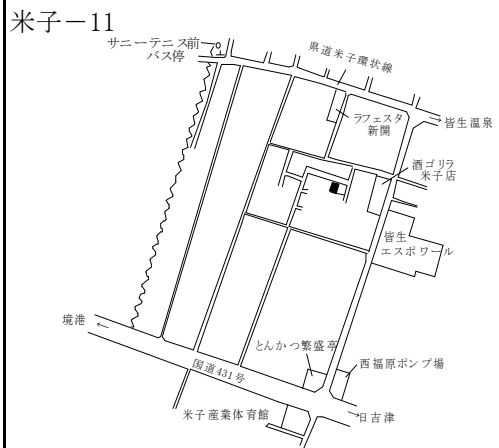 米子－11
サニーテニス前
バス停
県道米子環状線
ラフェスタ
新開
皆生温泉
酒ゴリラ
米子店
皆生
エスポワール
境港
とんかつ繁盛亭
西福原ポンプ場
国道431号
米子産業体育館
日吉津